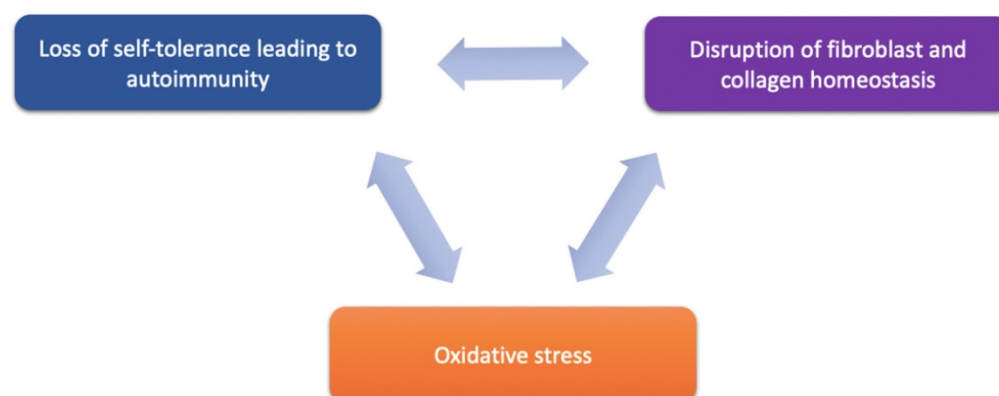 Loss of self-tolerance leading to
autoimmunity
Disruption of fibroblast and
collagen homeostasis
Oxidative stress